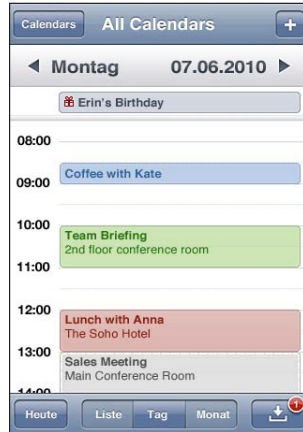 Calendars All Calendars +
Montag 07.06.2010
Erin's Birthday
08:00
Coffee with Kate
09:00
10:00
Team Briefing
2nd floor conference room
11:00
12:00
Lunch with Anna
The Soho Hotel
13:00
Sales Meeting
Main Conference Room
14:00
Heute Liste Tag Monat 1